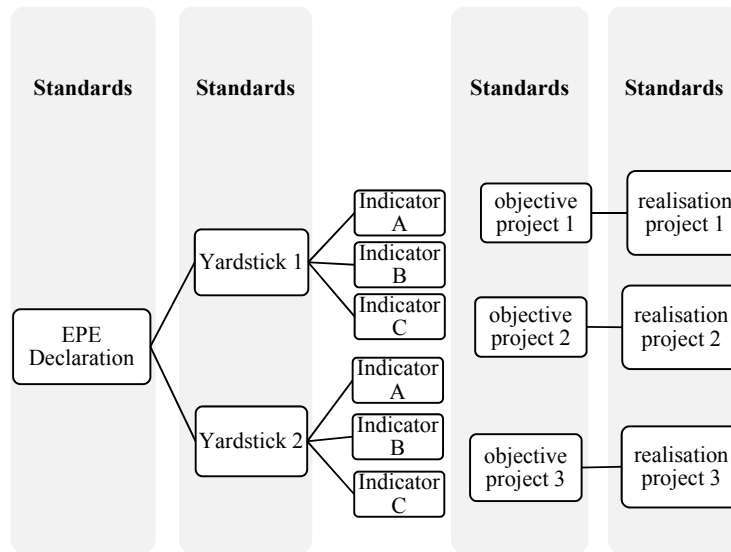 Standards
Standards
Standards
Standards
EPE
Declaration
Yardstick 1
Indicator
A
Indicator
B
Indicator
C
Yardstick 2
Indicator
A
Indicator
B
Indicator
C
objective
project 1
realisation
project 1
objective
project 2
realisation
project 2
objective
project 3
realisation
project 3